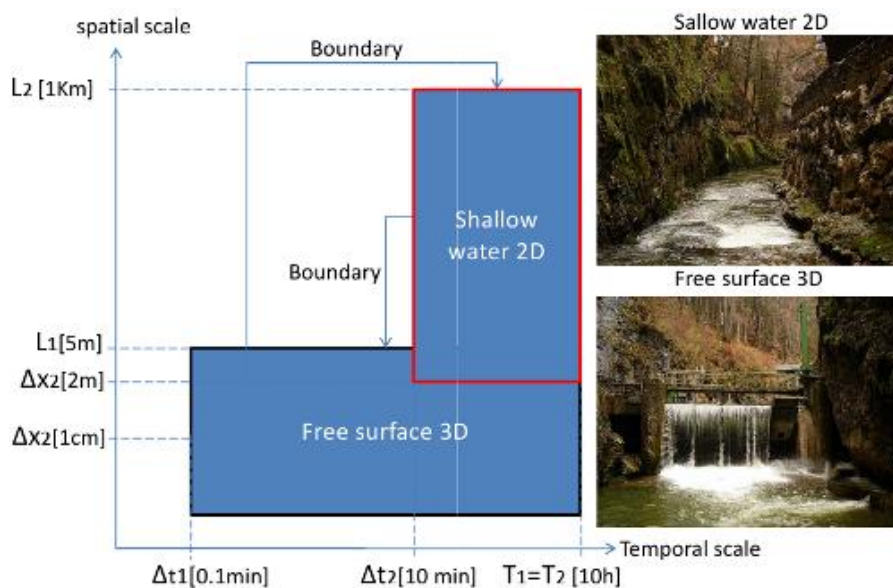 spatial scale
Boundary
L2 [1Km]
Shallow
water 2D
Boundary
L1[5m]
Δx2[2m]
Δx2[1cm]
Free surface 3D
Δt1[0.1min]
Δt2[10 min]
T1=T2 [10h]
Temporal scale
Sallow water 2D
Free surface 3D